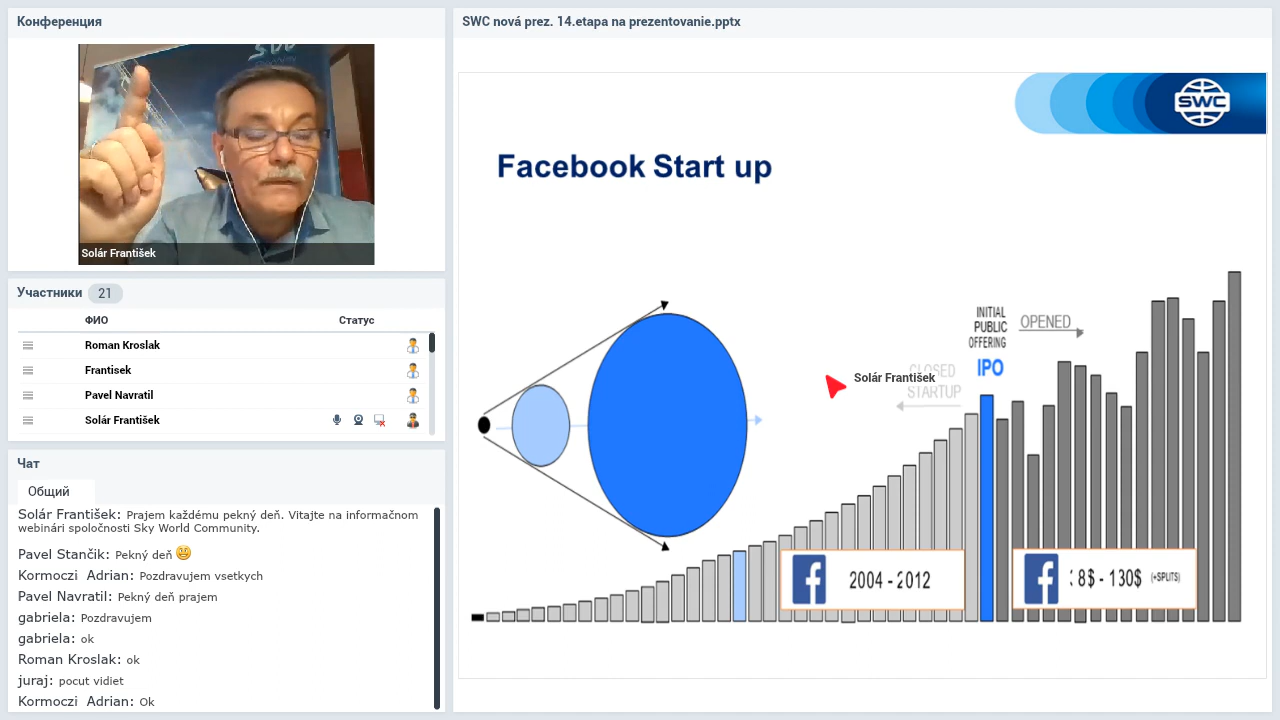 Конференция
Solár František
Участники 21
ФИО Статус
Roman Kroslak
Frantisek
Pavel Navratil
Solár František
Чат
Общий
Solár František: Prajem každému pekný deň. Vitajte na informačnom
webinári spoločnosti Sky World Community.
Pavel Stančik: Pekný deň
Kormoczi Adrian: Pozdravujem vsetkych
Pavel Navratil: Pekný deň prajem
gabriela: Pozdravujem
gabriela: ok
Roman Kroslak: ok
juraj: pocut vidiet
Kormoczi Adrian: Ok
SWC nová prez. 14.etapa na prezentovanie.pptx
SWC
Facebook Start up
INITIAL
PUBLIC
OFFERING
IPO
OPENED
CLOSED
STARTUP
Solár František
f 2004 - 2012
f 8$ - 130$ (+SPLITS)